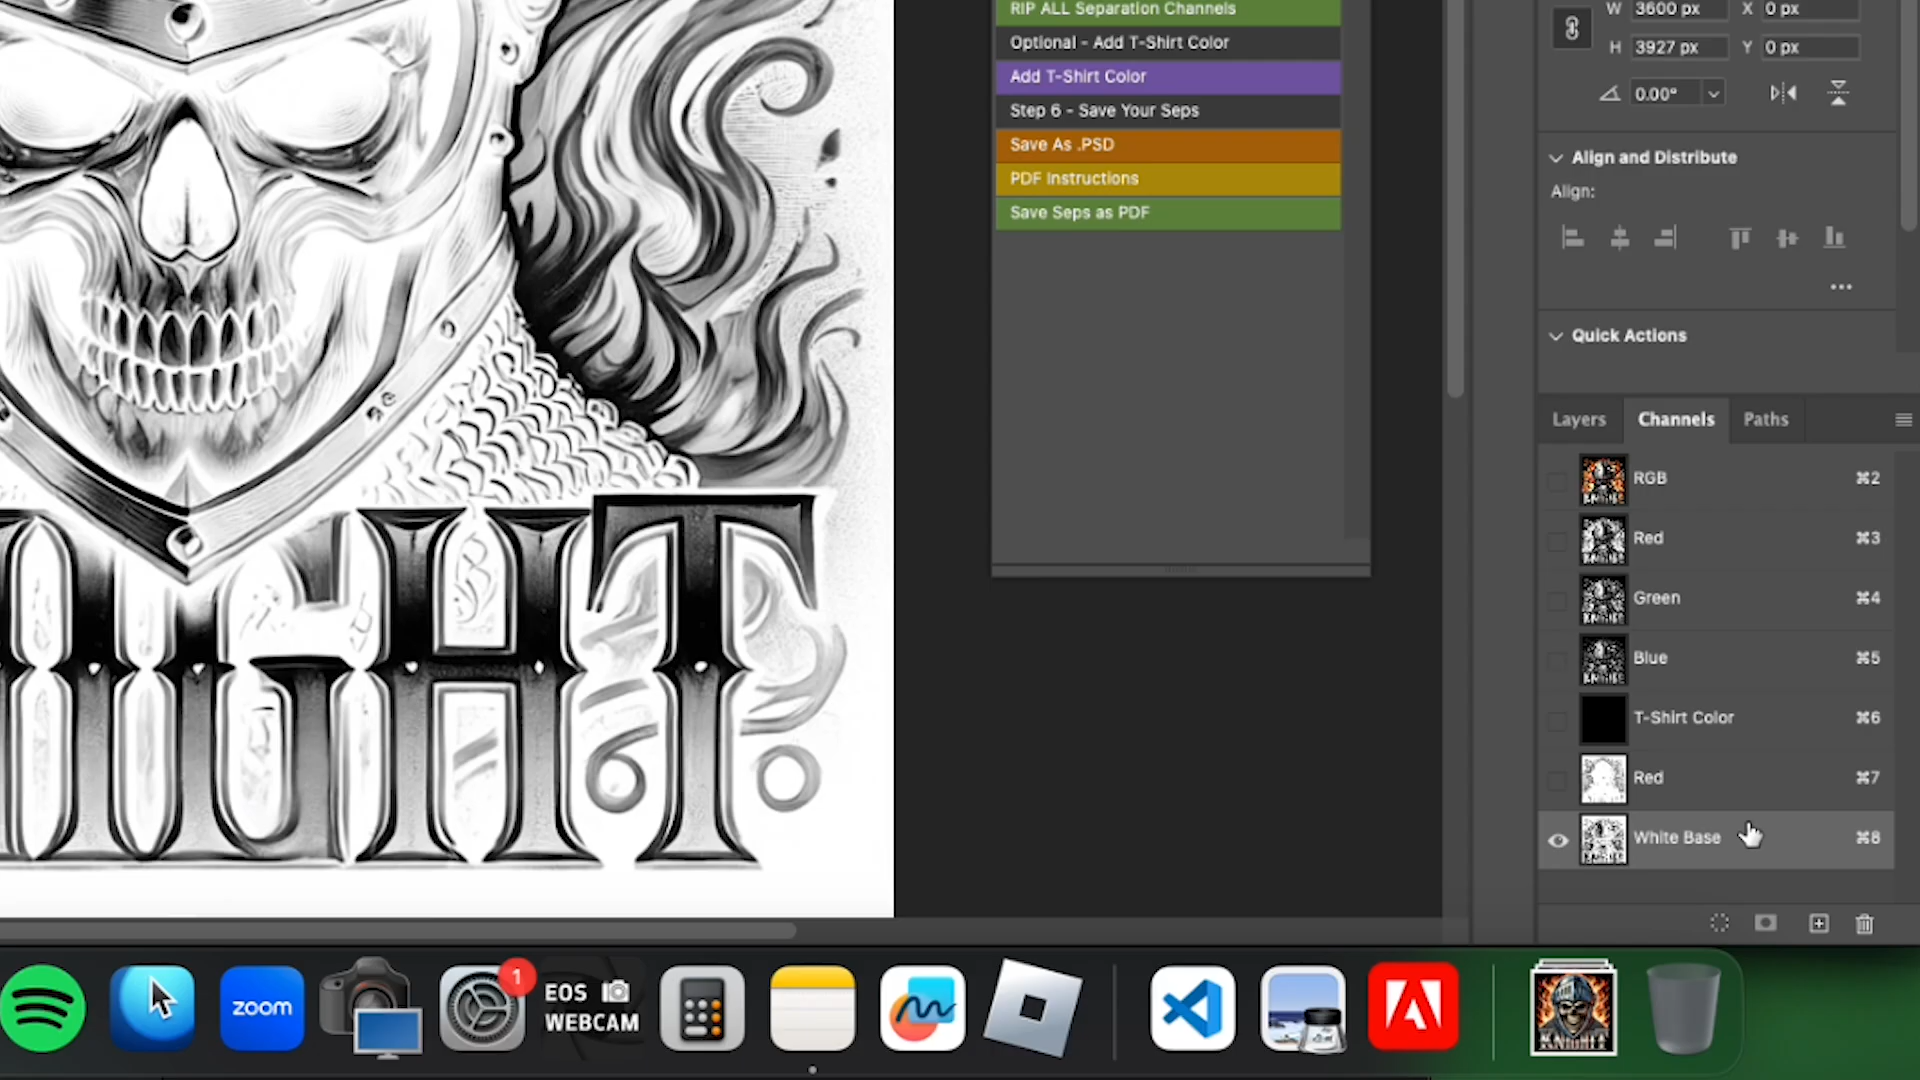 RIP ALL Separation Channels
Optional - Add T-Shirt Color
Add T-Shirt Color
Step 6 - Save Your Seps
Save As .PSD
PDF Instructions
Save Seps as PDF
W 3600 px X 0 px
H 3927 px Y 0 px
0.00°
Align and Distribute
Align:
Quick Actions
Layers Channels Paths
RGB ⌘2
Red ⌘3
Green ⌘4
Blue ⌘5
T-Shirt Color ⌘6
Red ⌘7
White Base ⌘8
IGHT
zoom
1
EOS
WEBCAM
KNIGHT